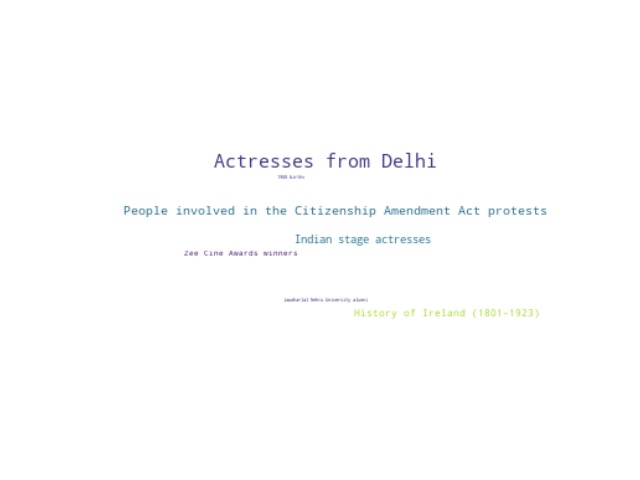 Actresses from Delhi
1988 births
People involved in the Citizenship Amendment Act protests
Indian stage actresses
Zee Cine Awards winners
Jawaharlal Nehru University alumni
History of Ireland (1801–1923)